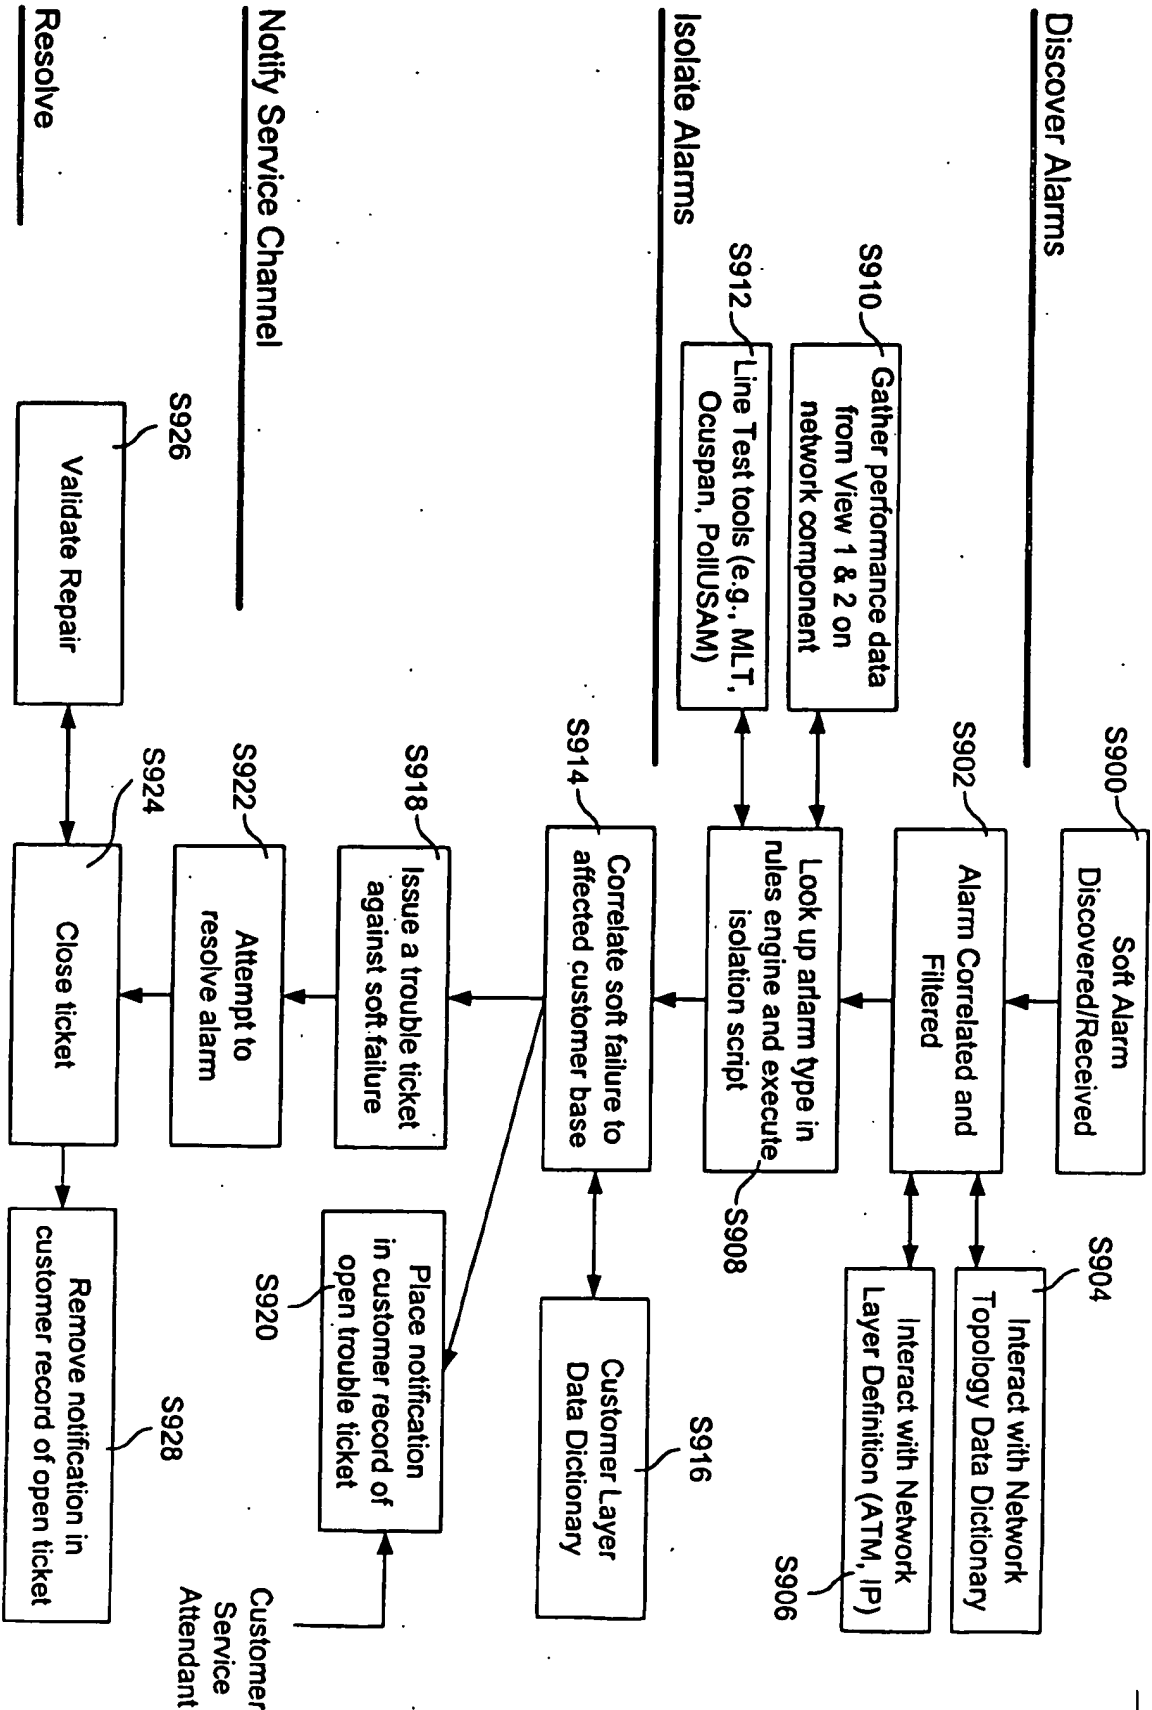 Discover Alarms
S900
Soft Alarm
Discovered/Received
S902
Alarm Correlated and
Filtered
S904
Interact with Network
Topology Data Dictionary
Interact with Network
Layer Definition (ATM, IP)
S906
S910
Gather performance data
from View 1 & 2 on
network component
S912
Line Test tools (e.g., MLT,
Ocuspan, PollUSAM)
Look up arlarm type in
rules engine and execute
isolation script
S908
Isolate Alarms
S914
Correlate soft failure to
affected customer base
S916
Customer Layer
Data Dictionary
S918
Issue a trouble ticket
against soft failure
Place notification
in customer record of
open trouble ticket
S920
Customer
Service
Attendant
Notify Service Channel
S922
Attempt to
resolve alarm
S926
Validate Repair
S924
Close ticket
S928
Remove notification in
customer record of open ticket
Resolve